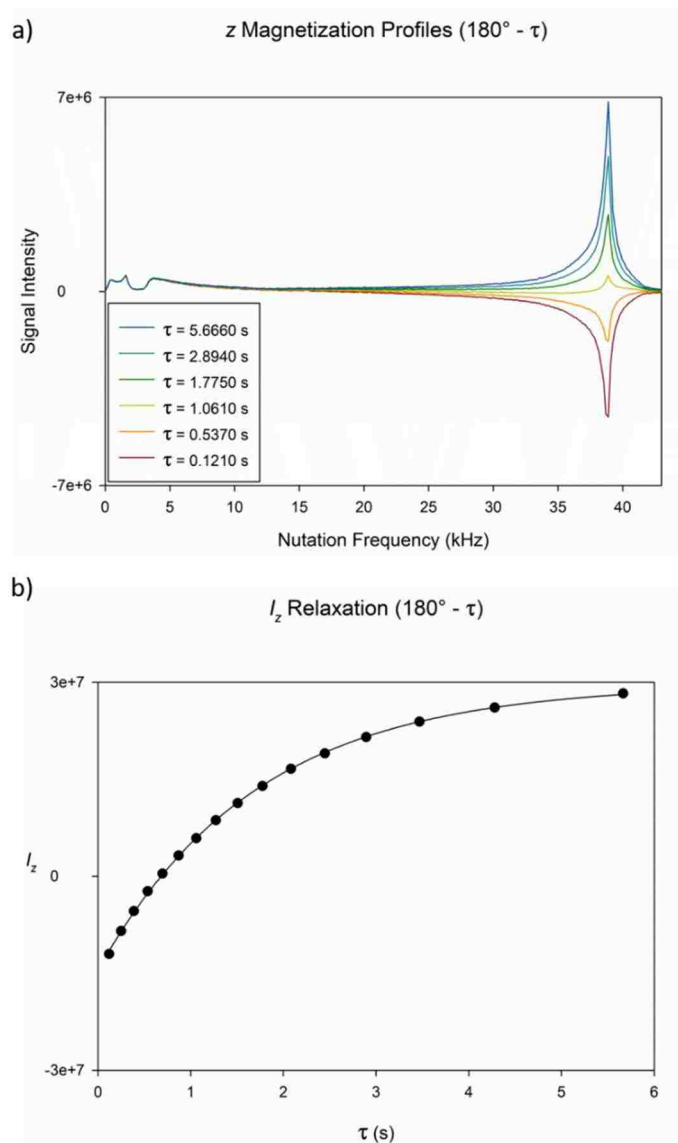 a)
z Magnetization Profiles (180° - τ)
7e+6
Signal Intensity
0
τ = 5.6660 s
τ = 2.8940 s
τ = 1.7750 s
τ = 1.0610 s
τ = 0.5370 s
τ = 0.1210 s
-7e+6
0 5 10 15 20 25 30 35 40
Nutation Frequency (kHz)
b)
Iz Relaxation (180° - τ)
3e+7
Iz
0
-3e+7
0 1 2 3 4 5 6
τ (s)